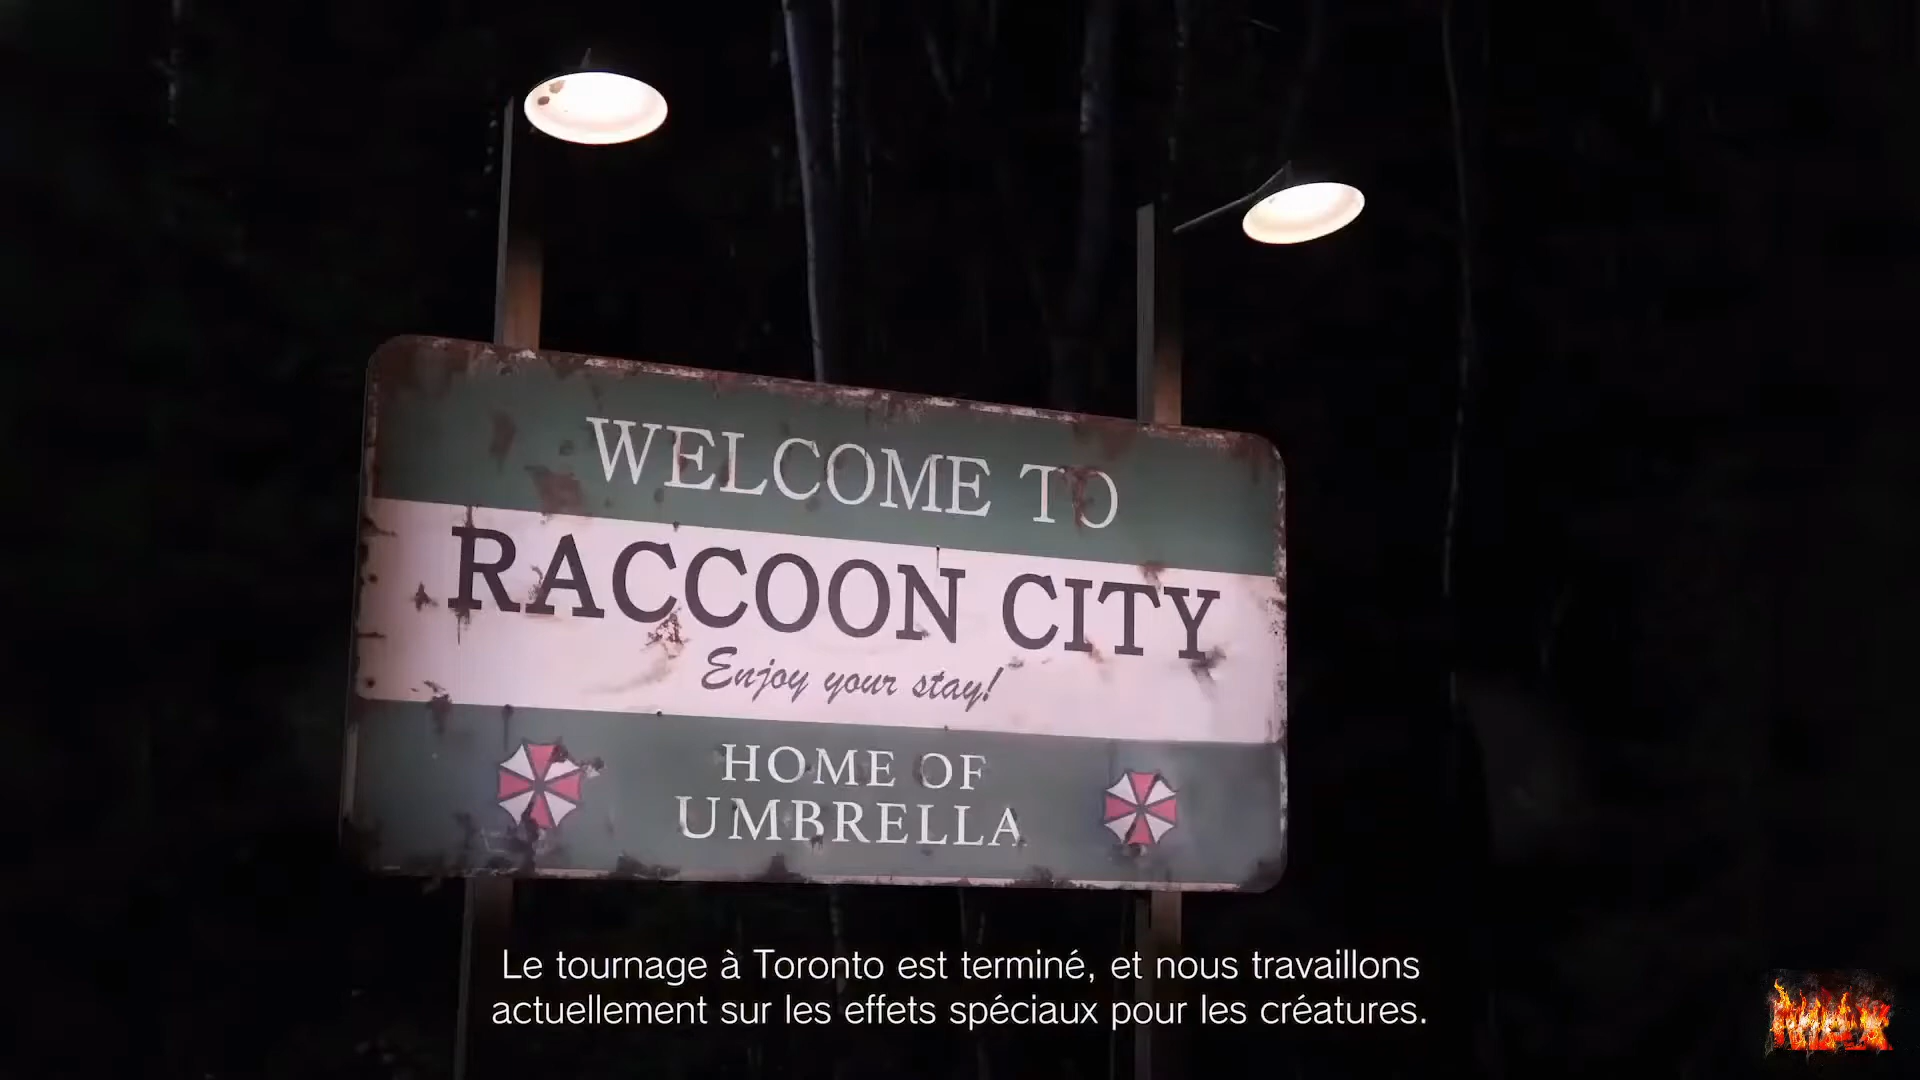 WELCOME TO
RACCOON CITY
Enjoy your stay!
HOME OF
UMBRELLA
Le tournage à Toronto est terminé, et nous travaillons
actuellement sur les effets spéciaux pour les créatures.
MAX